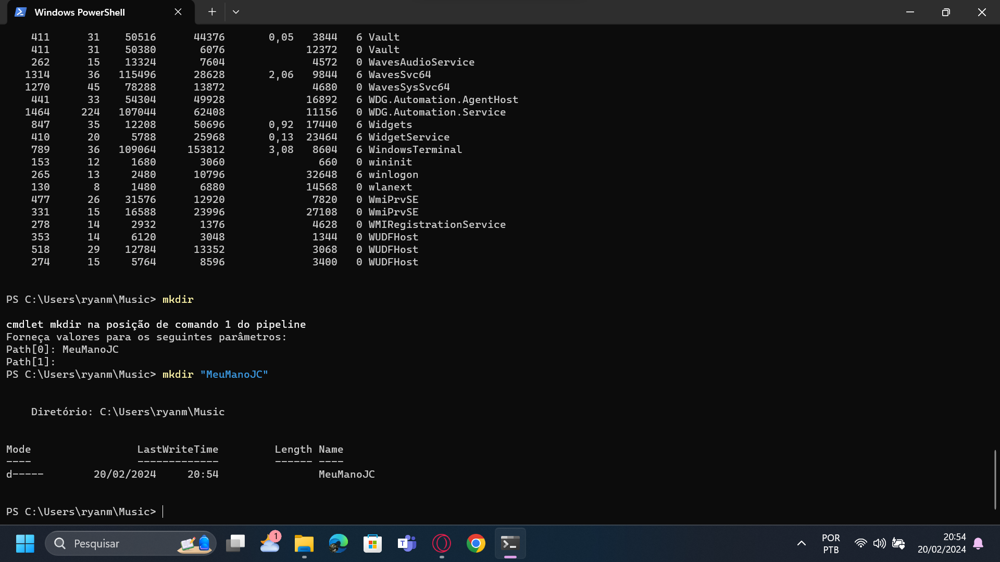 Windows PowerShell
411 31 50516 44376 0,05 3844 6 Vault
411 31 50380 6076 12372 0 Vault
262 15 13324 7604 4572 0 WavesAudioService
1314 36 115496 28628 2,06 9844 6 WavesSvc64
1270 45 78288 13872 4680 0 WavesSysSvc64
441 33 54304 49928 16892 6 WDG.Automation.AgentHost
1464 224 107044 62408 11156 0 WDG.Automation.Service
847 35 12208 50696 0,92 17440 6 Widgets
410 20 5788 25968 0,13 23464 6 WidgetService
789 36 109064 153812 3,08 8604 6 WindowsTerminal
153 12 1680 3060 660 0 wininit
265 13 2480 10796 32648 6 winlogon
130 8 1480 6880 14568 0 wlanext
477 26 31576 12920 7820 0 WmiPrvSE
331 15 16588 23996 27108 0 WmiPrvSE
278 14 2932 1376 4628 0 WMIRegistrationService
353 14 6120 3048 1344 0 WUDFHost
518 29 12784 13352 3068 0 WUDFHost
274 15 5764 8596 3400 0 WUDFHost
PS C:\Users\ryanm\Music> mkdir
cmdlet mkdir na posição de comando 1 do pipeline
Forneça valores para os seguintes parâmetros:
Path[0]: MeuManoJC
Path[1]:
PS C:\Users\ryanm\Music> mkdir "MeuManoJC"
Diretório: C:\Users\ryanm\Music
Mode LastWriteTime Length Name
---- ------------- ------ ----
d----- 20/02/2024 20:54 MeuManoJC
PS C:\Users\ryanm\Music>
Pesquisar
1
T
POR
PTB
20:54
20/02/2024